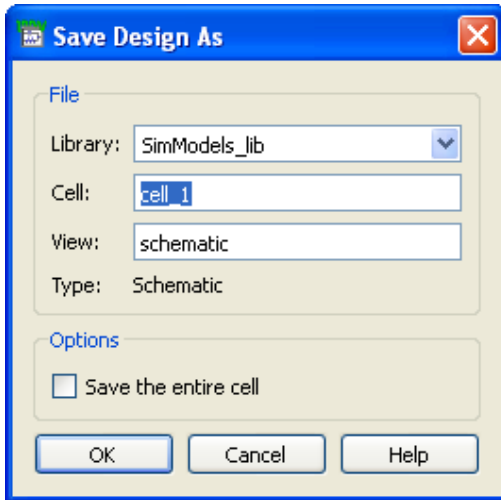 Save Design As
File
Library: SimModels_lib
Cell: cell_1
View: schematic
Type: Schematic
Options
Save the entire cell
OK Cancel Help